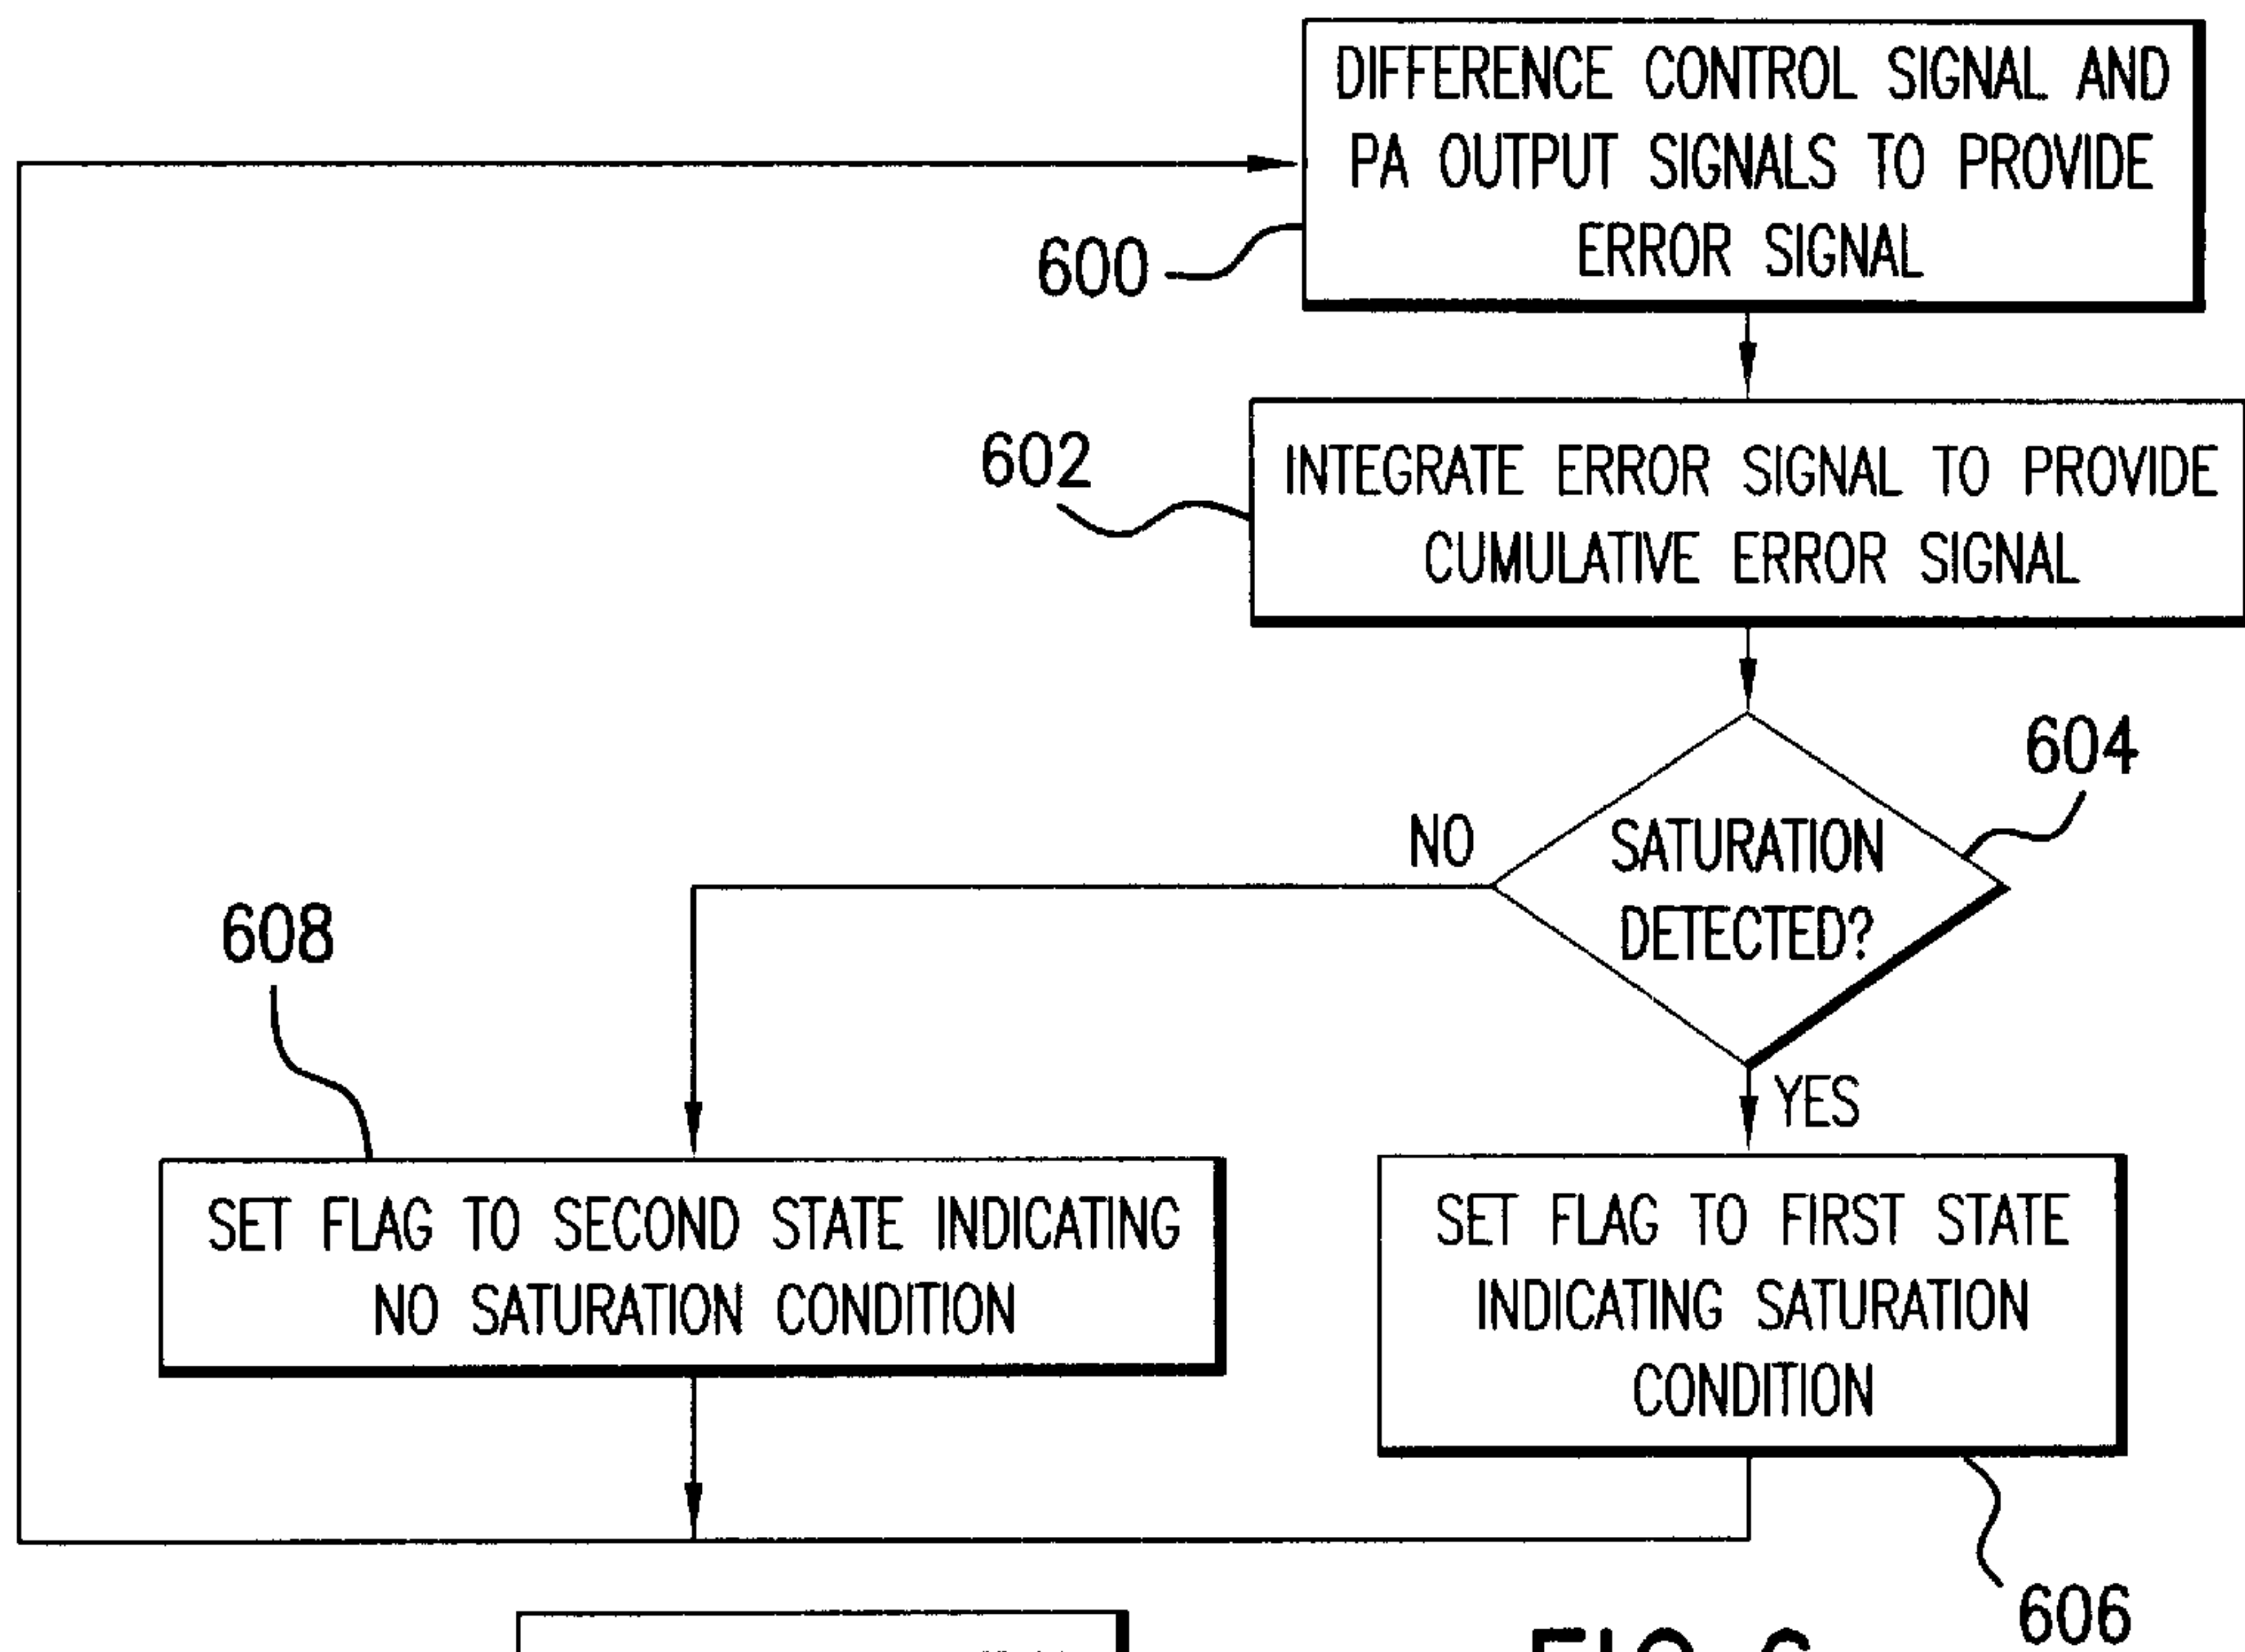 DIFFERENCE CONTROL SIGNAL AND
PA OUTPUT SIGNALS TO PROVIDE
ERROR SIGNAL
600
602
INTEGRATE ERROR SIGNAL TO PROVIDE
CUMULATIVE ERROR SIGNAL
604
NO
SATURATION
DETECTED?
608
YES
SET FLAG TO SECOND STATE INDICATING
NO SATURATION CONDITION
SET FLAG TO FIRST STATE
INDICATING SATURATION
CONDITION
606